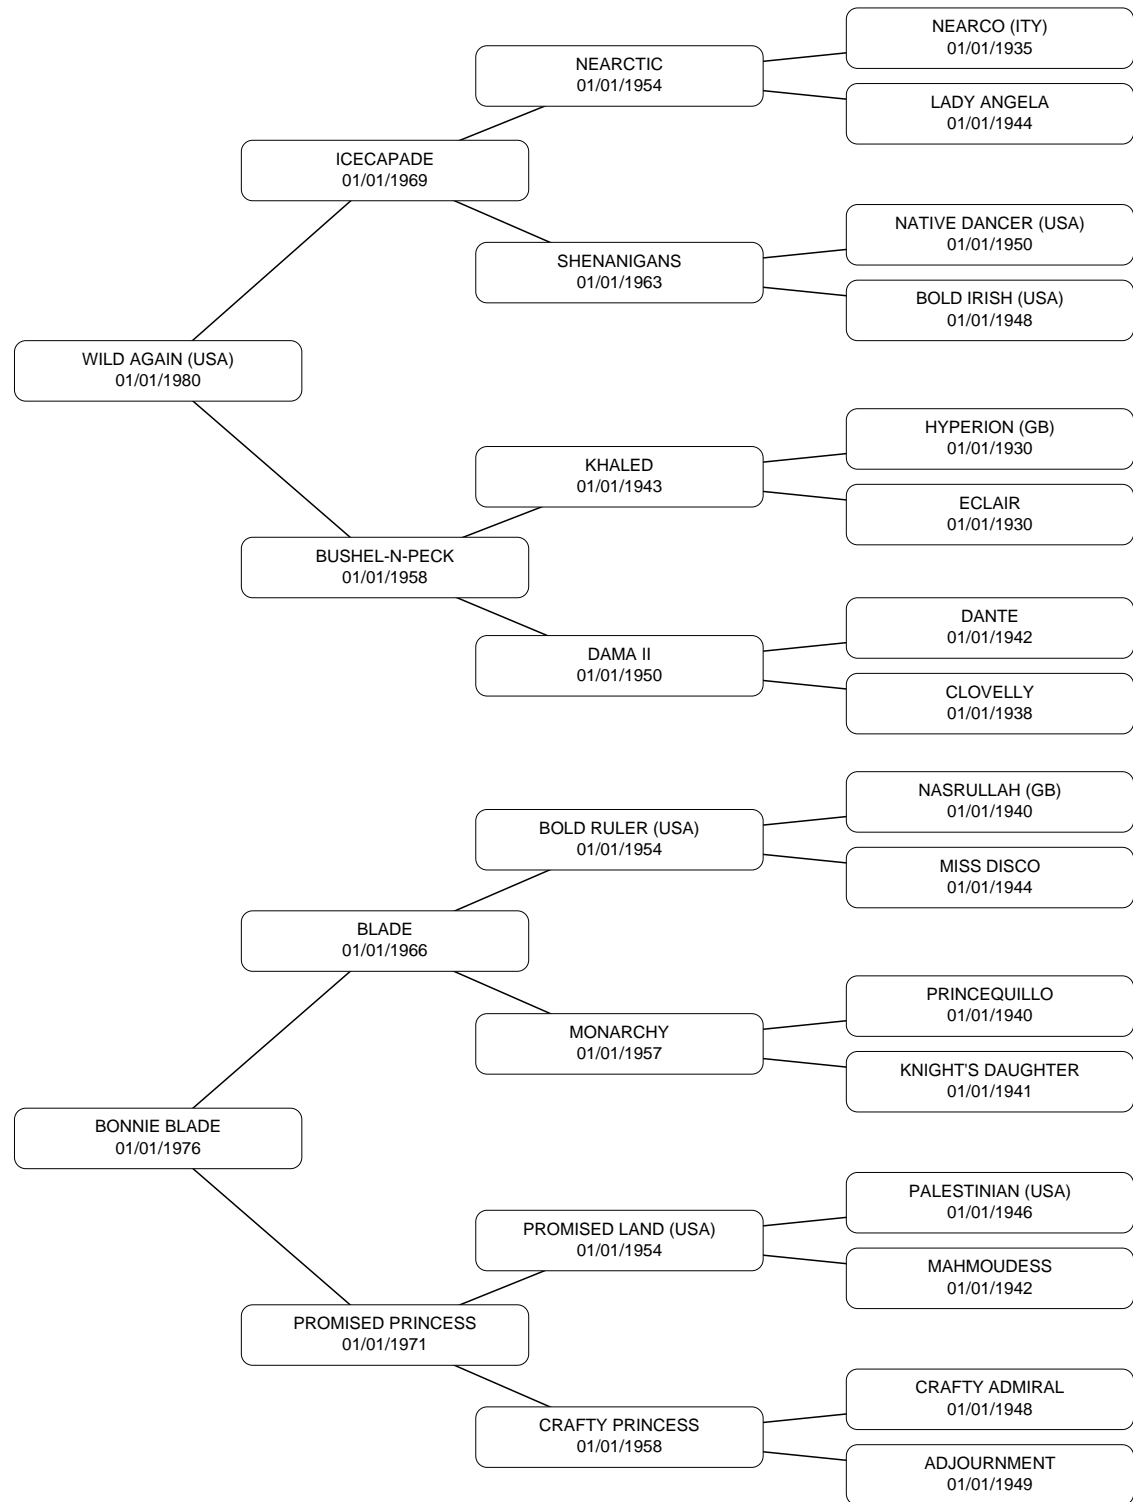 NEARCO (ITY)
01/01/1935
NEARCTIC
01/01/1954
LADY ANGELA
01/01/1944
ICECAPADE
01/01/1969
NATIVE DANCER (USA)
01/01/1950
SHENANIGANS
01/01/1963
BOLD IRISH (USA)
01/01/1948
WILD AGAIN (USA)
01/01/1980
HYPERION (GB)
01/01/1930
KHALED
01/01/1943
ECLAIR
01/01/1930
BUSHEL-N-PECK
01/01/1958
DANTE
01/01/1942
DAMA II
01/01/1950
CLOVELLY
01/01/1938
NASRULLAH (GB)
01/01/1940
BOLD RULER (USA)
01/01/1954
MISS DISCO
01/01/1944
BLADE
01/01/1966
PRINCEQUILLO
01/01/1940
MONARCHY
01/01/1957
KNIGHT'S DAUGHTER
01/01/1941
BONNIE BLADE
01/01/1976
PALESTINIAN (USA)
01/01/1946
PROMISED LAND (USA)
01/01/1954
MAHMOUDESS
01/01/1942
PROMISED PRINCESS
01/01/1971
CRAFTY ADMIRAL
01/01/1948
CRAFTY PRINCESS
01/01/1958
ADJOURNMENT
01/01/1949